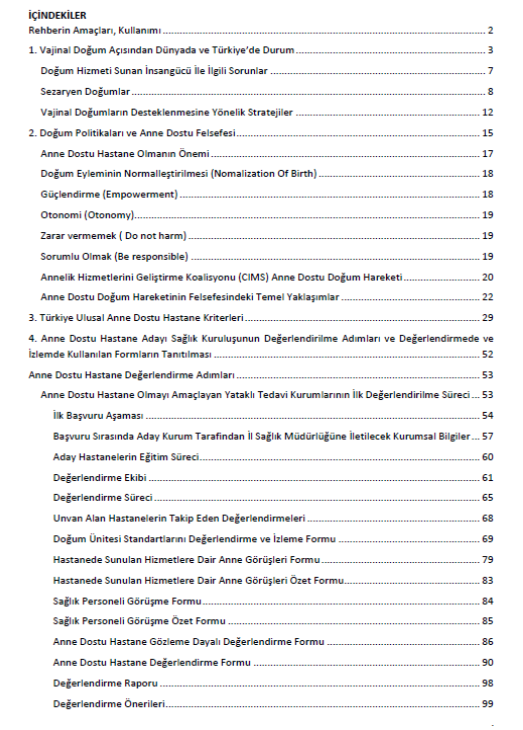 İÇİNDEKİLER
Rehberin Amaçları, Kullanımı ........ 2
1. Vajinal Doğum Açısından Dünyada ve Türkiye'de Durum ........ 3
Doğum Hizmeti Sunan İnsangücü İle İlgili Sorunlar ........ 7
Sezaryen Doğumlar ........ 8
Vajinal Doğumların Desteklenmesine Yönelik Stratejiler ........ 12
2. Doğum Politikaları ve Anne Dostu Felsefesi ........ 15
Anne Dostu Hastane Olmanın Önemi ........ 17
Doğum Eyleminin Normalleştirilmesi (Nomalization Of Birth) ........ 18
Güçlendirme (Empowerment) ........ 18
Otonomi (Otonomy) ........ 19
Zarar vermemek ( Do not harm) ........ 19
Sorumlu Olmak (Be responsible) ........ 19
Annelik Hizmetlerini Geliştirme Koalisyonu (CIMS) Anne Dostu Doğum Hareketi ........ 20
Anne Dostu Doğum Hareketinin Felsefesindeki Temel Yaklaşımlar ........ 22
3. Türkiye Ulusal Anne Dostu Hastane Kriterleri ........ 29
4. Anne Dostu Hastane Adayı Sağlık Kuruluşunun Değerlendirilme Adımları ve Değerlendirmede ve
İzlemde Kullanılan Formların Tanıtılması ........ 52
Anne Dostu Hastane Değerlendirme Adımları ........ 53
Anne Dostu Hastane Olmayı Amaçlayan Yataklı Tedavi Kurumlarının İlk Değerlendirilme Süreci ... 53
İlk Başvuru Aşaması ........ 54
Başvuru Sırasında Aday Kurum Tarafından İl Sağlık Müdürlüğüne İletilecek Kurumsal Bilgiler ... 57
Aday Hastanelerin Eğitim Süreci ........ 60
Değerlendirme Ekibi ........ 61
Değerlendirme Süreci ........ 65
Unvan Alan Hastanelerin Takip Eden Değerlendirmeleri ........ 68
Doğum Ünitesi Standartlarını Değerlendirme ve İzleme Formu ........ 69
Hastanede Sunulan Hizmetlere Dair Anne Görüşleri Formu ........ 79
Hastanede Sunulan Hizmetlere Dair Anne Görüşleri Özet Formu ........ 83
Sağlık Personeli Görüşme Formu ........ 84
Sağlık Personeli Görüşme Özet Formu ........ 85
Anne Dostu Hastane Gözleme Dayalı Değerlendirme Formu ........ 86
Anne Dostu Hastane Değerlendirme Formu ........ 90
Değerlendirme Raporu ........ 98
Değerlendirme Önerileri ........ 99